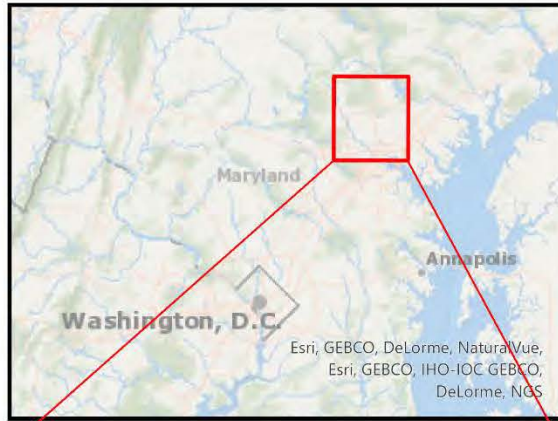 Maryland
Annapolis
Washington, D.C.
Esri, GEBCO, DeLorme, NaturalVue,
Esri, GEBCO, IHO-IOC GEBCO,
DeLorme, NGS